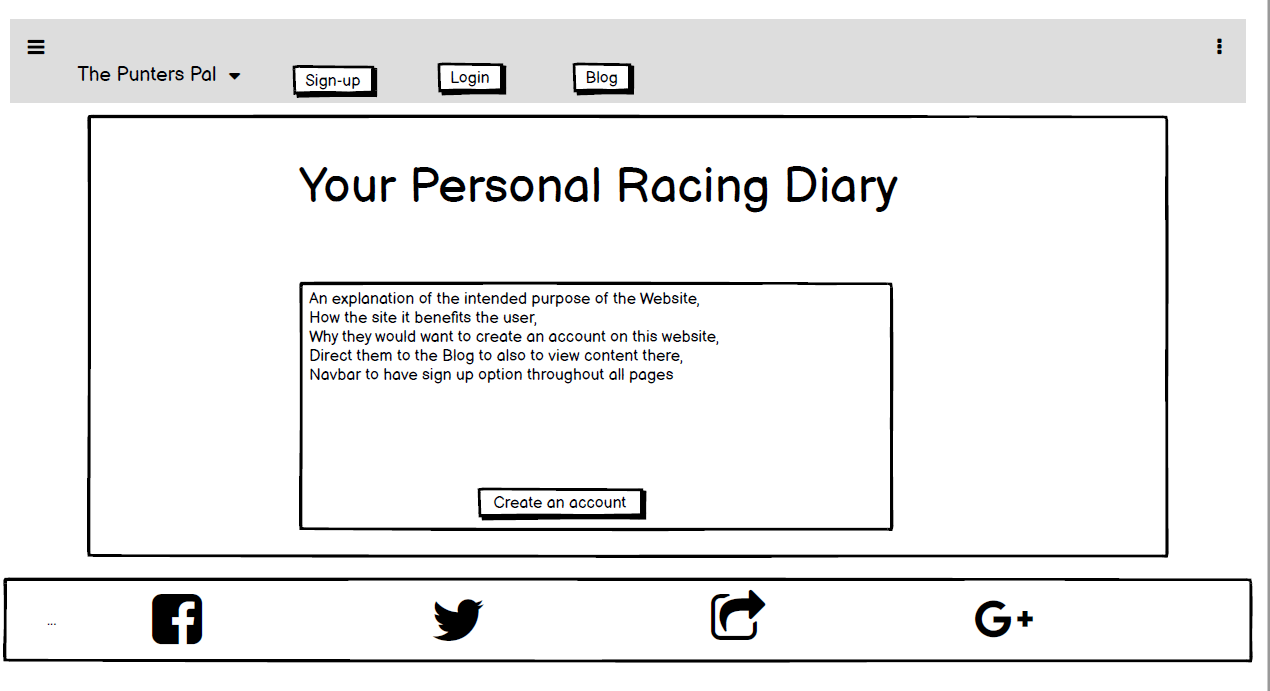 The Punters Pal
Sign-up
Login
Blog
Your Personal Racing Diary
An explanation of the intended purpose of the Website,
How the site it benefits the user,
Why they would want to create an account on this website,
Direct them to the Blog to also to view content there,
Navbar to have sign up option throughout all pages
Create an account
...
G+